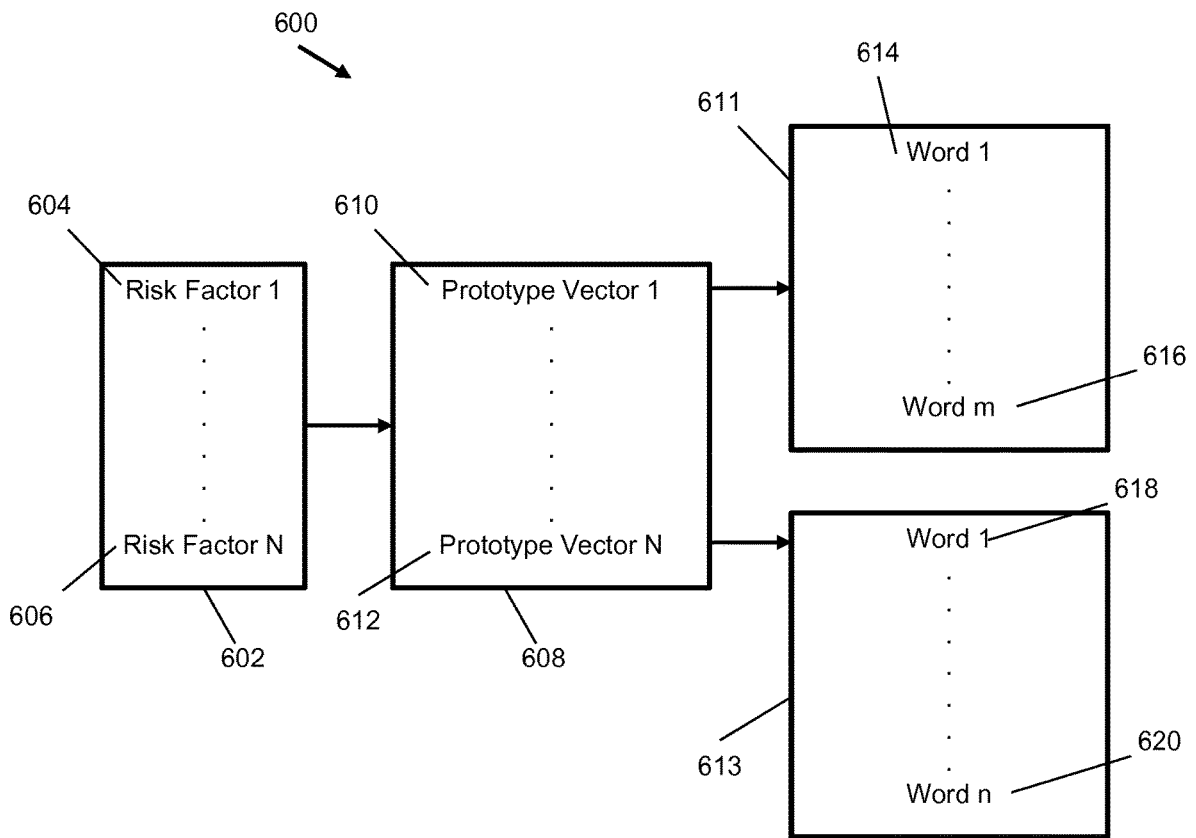 600
614
611
Word 1
604
610
Risk Factor 1
Prototype Vector 1
616
Word m
618
Risk Factor N
Prototype Vector N
Word 1
606
612
602
608
613
620
Word n